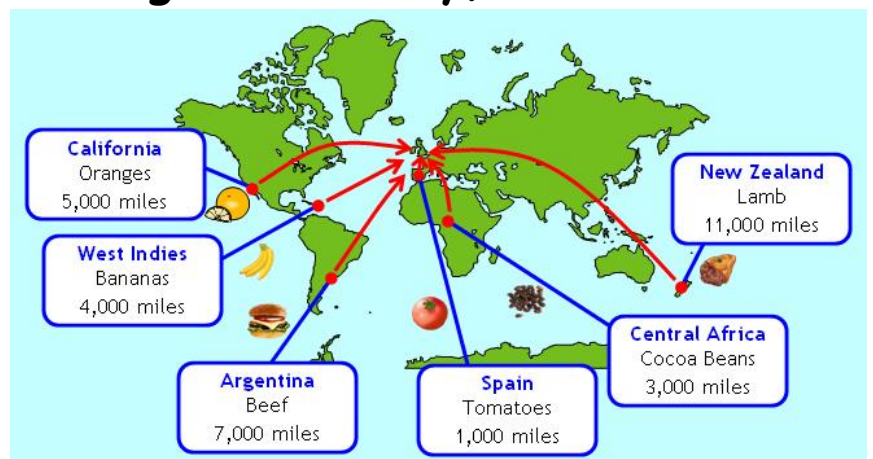 California
Oranges
5,000 miles
West Indies
Bananas
4,000 miles
Argentina
Beef
7,000 miles
Spain
Tomatoes
1,000 miles
Central Africa
Cocoa Beans
3,000 miles
New Zealand
Lamb
11,000 miles